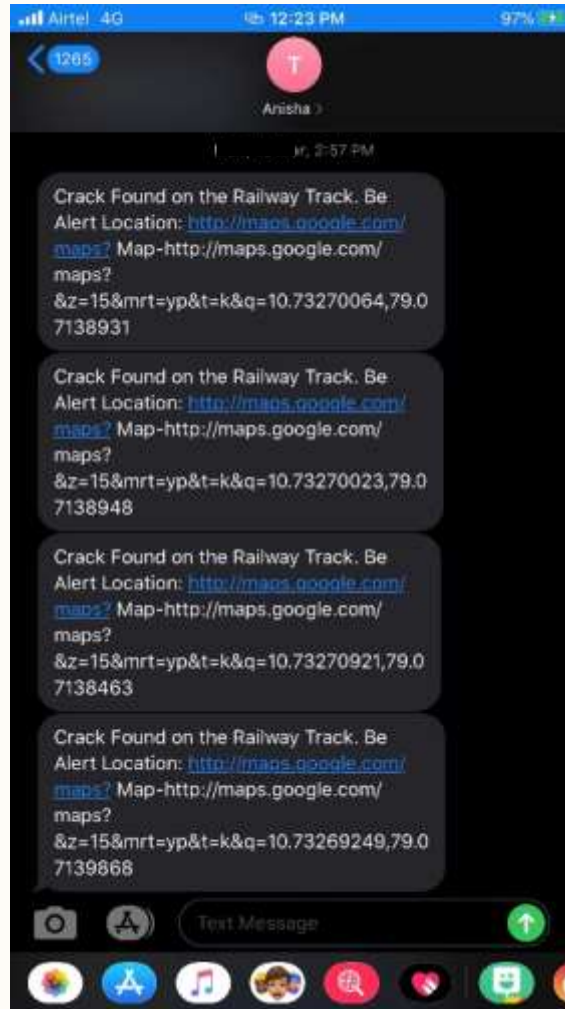 Airtel 4G
12:23 PM
97%
1265
T
Anisha >
2:57 PM
Crack Found on the Railway Track. Be
Alert Location: http://maps.google.com/
maps? Map-http://maps.google.com/
maps?
&z=15&mrt=yp&t=k&q=10.73270064,79.0
7138931
Crack Found on the Railway Track. Be
Alert Location: http://maps.google.com/
maps? Map-http://maps.google.com/
maps?
&z=15&mrt=yp&t=k&q=10.73270023,79.0
7138948
Crack Found on the Railway Track. Be
Alert Location: http://maps.google.com/
maps? Map-http://maps.google.com/
maps?
&z=15&mrt=yp&t=k&q=10.73270921,79.0
7138463
Crack Found on the Railway Track. Be
Alert Location: http://maps.google.com/
maps? Map-http://maps.google.com/
maps?
&z=15&mrt=yp&t=k&q=10.73269249,79.0
7139868
Text Message